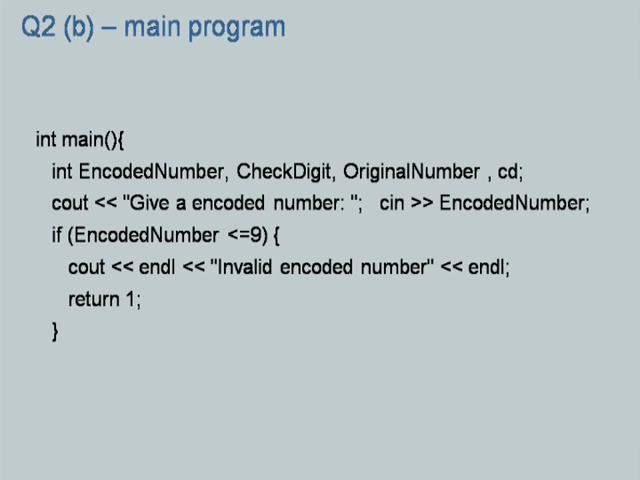 Q2 (b) – main program
int main(){
int EncodedNumber, CheckDigit, OriginalNumber , cd;
cout << "Give a encoded number: "; cin >> EncodedNumber;
if (EncodedNumber <=9) {
cout << endl << "Invalid encoded number" << endl;
return 1;
}